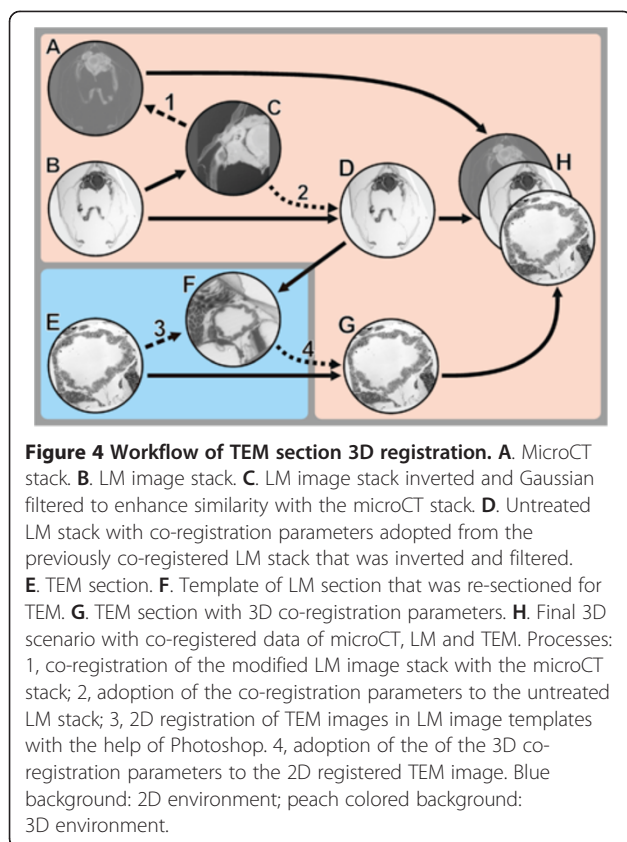 A
1
C
B
2
D
H
E
3
F
4
G
Figure 4 Workflow of TEM section 3D registration. A. MicroCT
stack. B. LM image stack. C. LM image stack inverted and Gaussian
filtered to enhance similarity with the microCT stack. D. Untreated
LM stack with co-registration parameters adopted from the
previously co-registered LM stack that was inverted and filtered.
E. TEM section. F. Template of LM section that was re-sectioned for
TEM. G. TEM section with 3D co-registration parameters. H. Final 3D
scenario with co-registered data of microCT, LM and TEM. Processes:
1, co-registration of the modified LM image stack with the microCT
stack; 2, adoption of the co-registration parameters to the untreated
LM stack; 3, 2D registration of TEM images in LM image templates
with the help of Photoshop. 4, adoption of the of the 3D co-
registration parameters to the 2D registered TEM image. Blue
background: 2D environment; peach colored background:
3D environment.